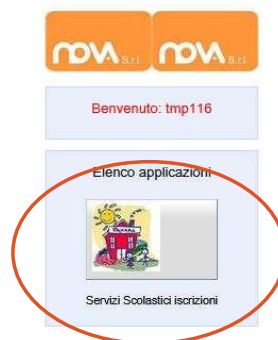 NOVA S.r.l. NOVA S.r.l.
Benvenuto: tmp116
Elenco applicazioni
Servizi Scolastici iscrizioni